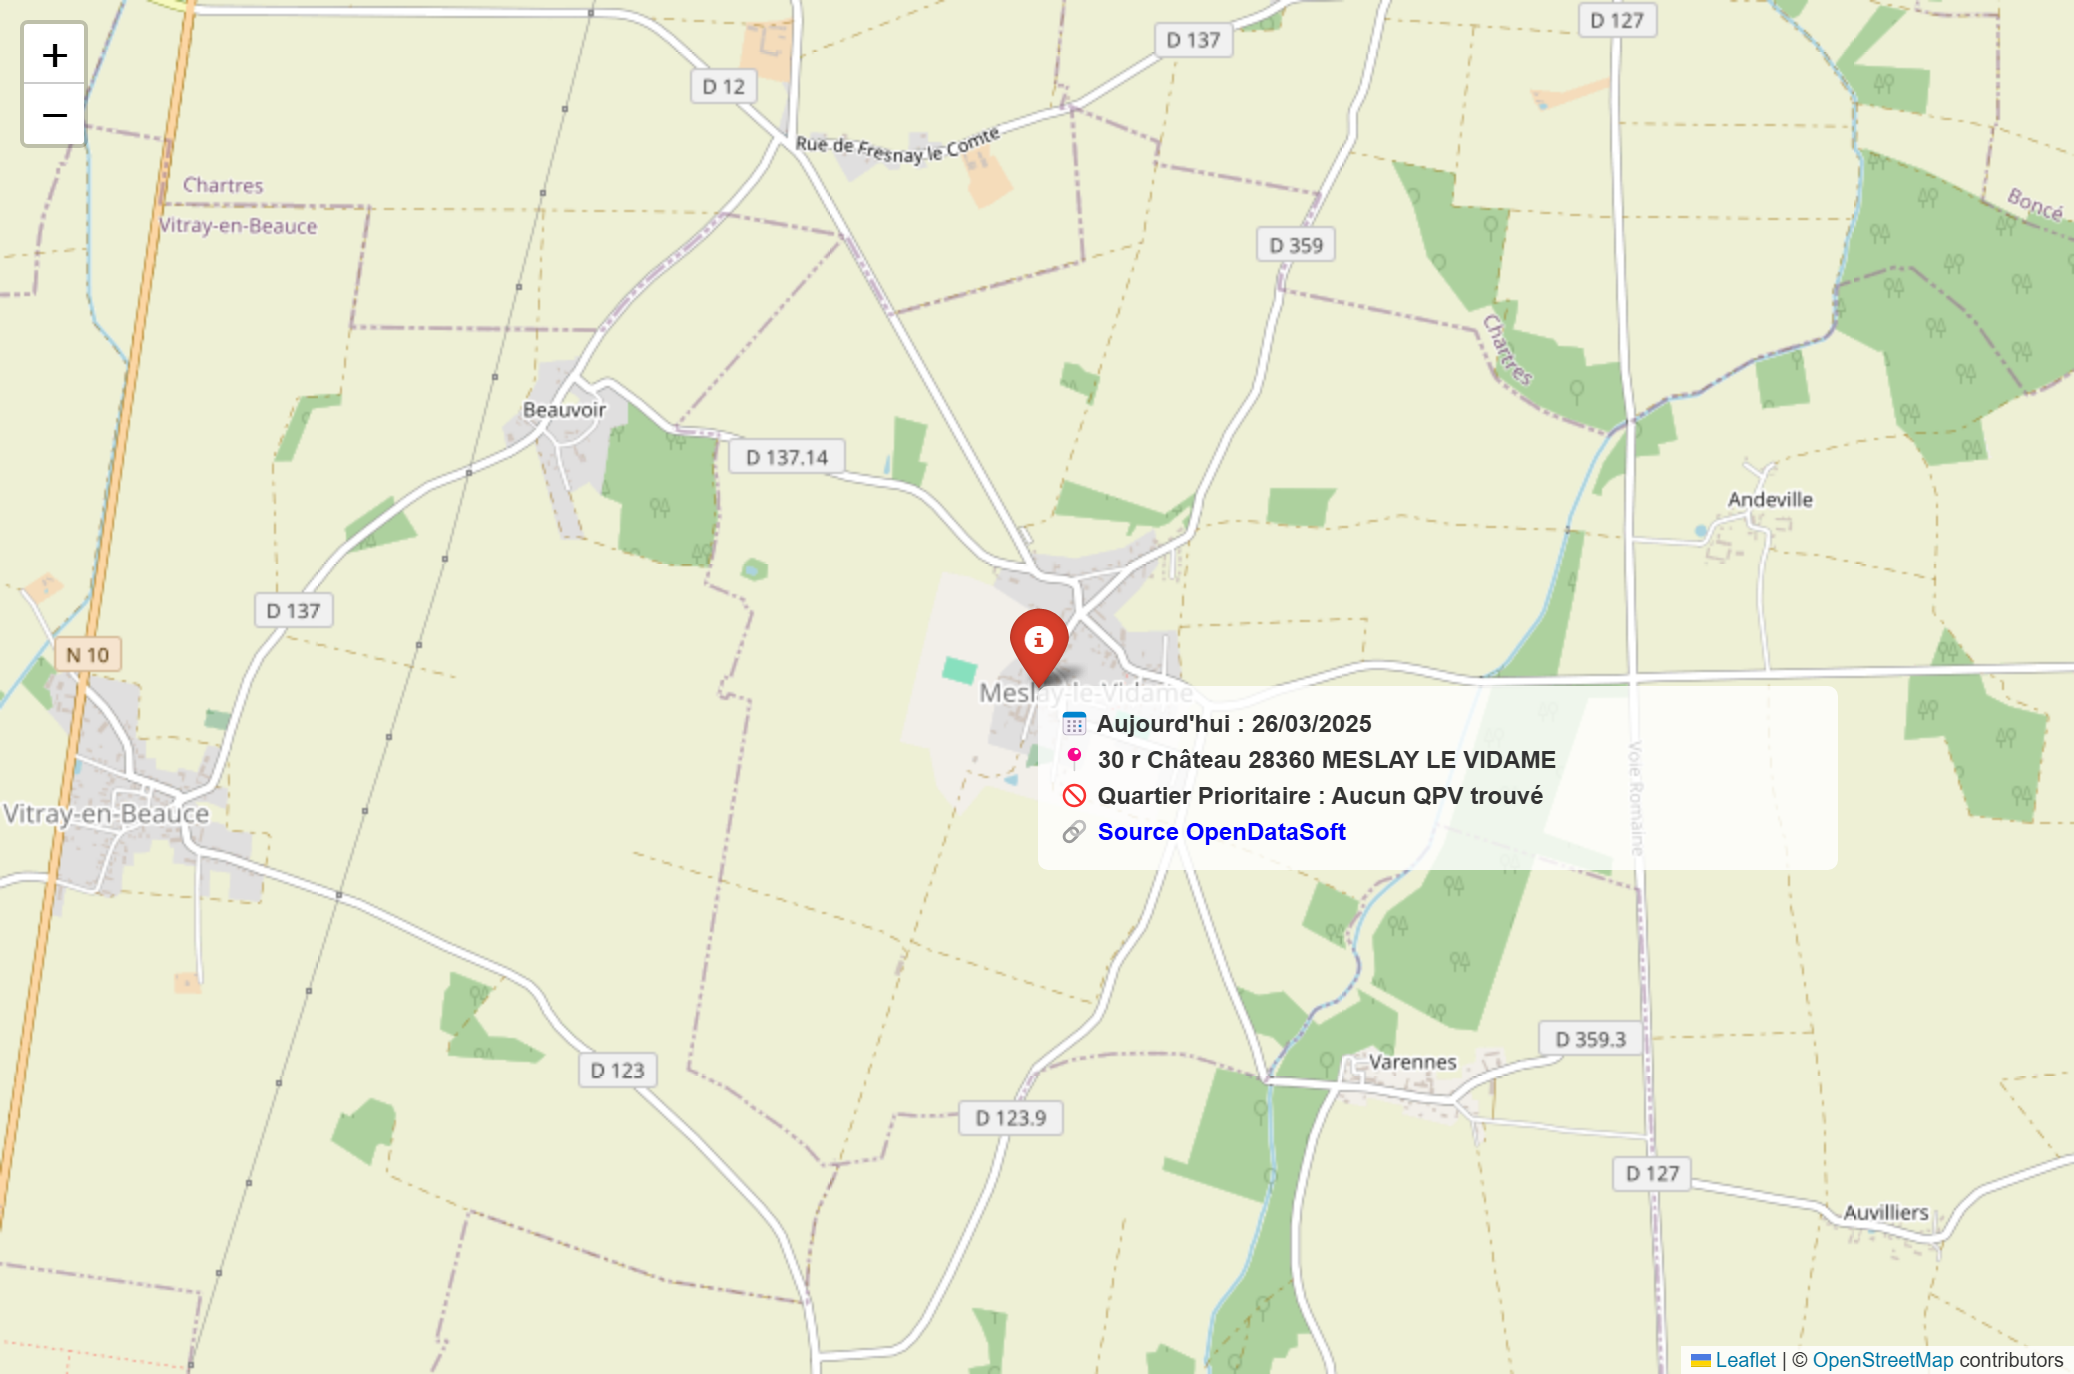 +
−
D 12
D 137
D 127
Rue de Fresnay le Comte
Chartres
Vitray-en-Beauce
Boncé
D 359
Chartres
Beauvoir
D 137.14
Andeville
D 137
N 10
Meslay-le-Vidame
Aujourd'hui : 26/03/2025
30 r Château 28360 MESLAY LE VIDAME
Quartier Prioritaire : Aucun QPV trouvé
Source OpenDataSoft
Voie Romaine
Vitray-en-Beauce
D 359.3
Varennes
D 123
D 123.9
D 127
Auvilliers
Leaflet | © OpenStreetMap contributors